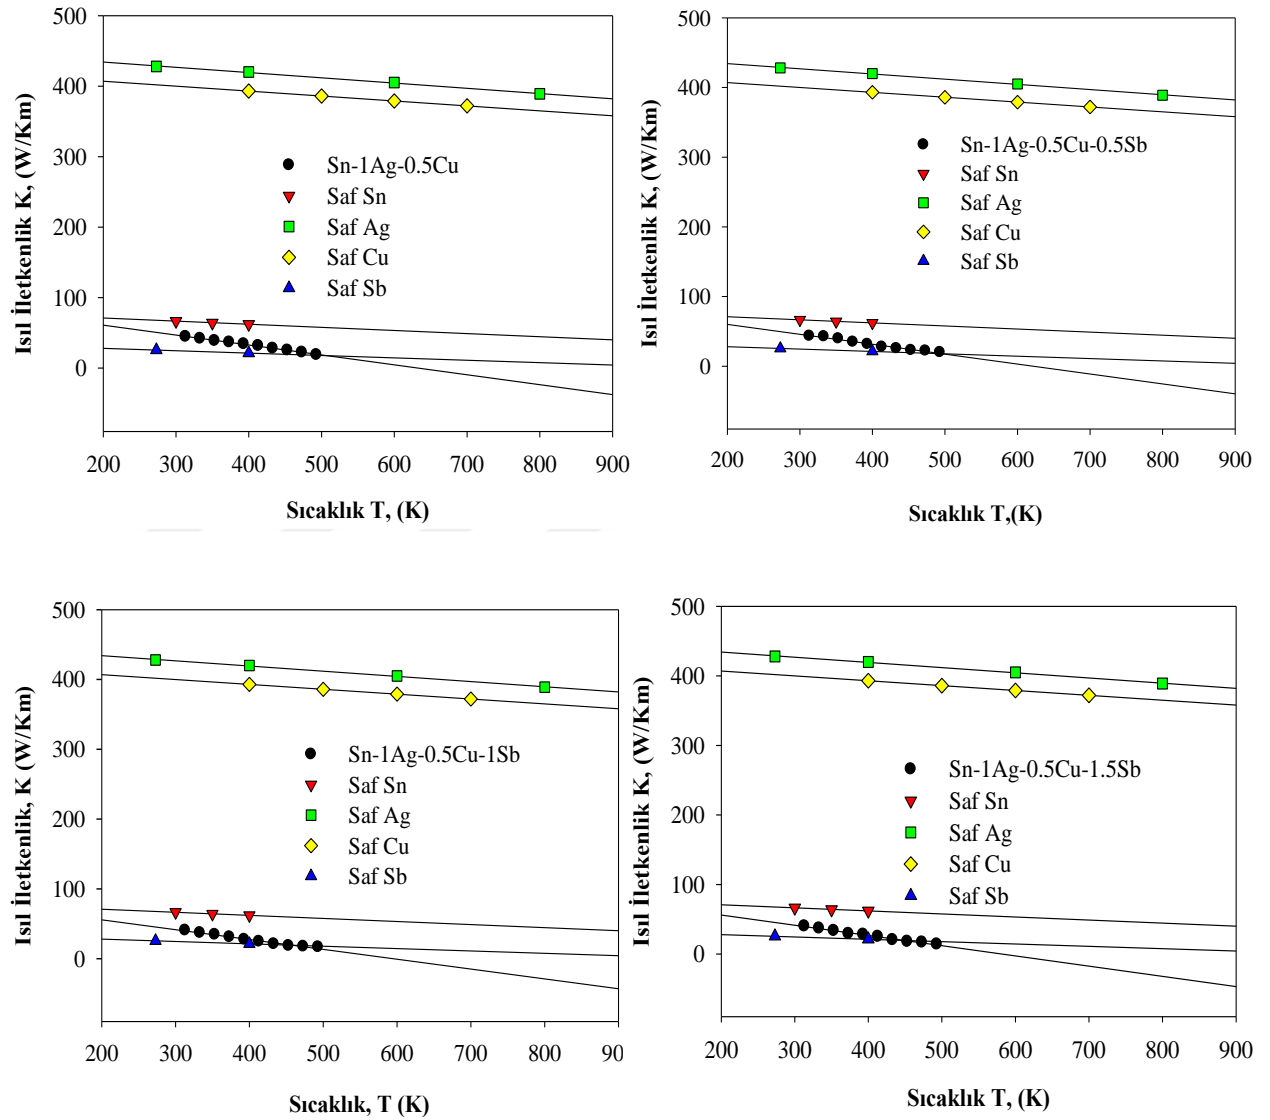 500
400
300
200
100
0
Isıl İletkenlik K, (W/Km)
Sn-1Ag-0.5Cu
Saf Sn
Saf Ag
Saf Cu
Saf Sb
200 300 400 500 600 700 800 900
Sıcaklık T, (K)
500
400
300
200
100
0
Isıl İletkenlik K, (W/Km)
Sn-1Ag-0.5Cu-0.5Sb
Saf Sn
Saf Ag
Saf Cu
Saf Sb
200 300 400 500 600 700 800 900
Sıcaklık T,(K)
500
400
300
200
100
0
Isıl İletkenlik, K (W/Km)
Sn-1Ag-0.5Cu-1Sb
Saf Sn
Saf Ag
Saf Cu
Saf Sb
200 300 400 500 600 700 800 900
Sıcaklık, T (K)
500
400
300
200
100
0
Isıl İletkenlik K, (W/Km)
Sn-1Ag-0.5Cu-1.5Sb
Saf Sn
Saf Ag
Saf Cu
Saf Sb
200 300 400 500 600 700 800 900
Sıcaklık T, (K)